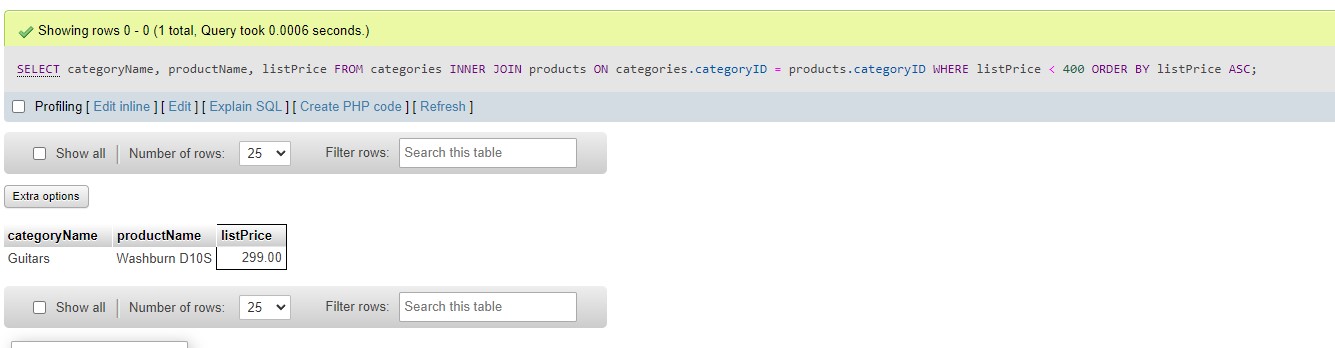 Showing rows 0 - 0 (1 total, Query took 0.0006 seconds.)
SELECT categoryName, productName, listPrice FROM categories INNER JOIN products ON categories.categoryID = products.categoryID WHERE listPrice < 400 ORDER BY listPrice ASC;
Profiling [ Edit inline ] [ Edit ] [ Explain SQL ] [ Create PHP code ] [ Refresh ]
Show all | Number of rows: 25 Filter rows: Search this table
Extra options
categoryName productName listPrice
Guitars Washburn D10S 299.00
Show all | Number of rows: 25 Filter rows: Search this table